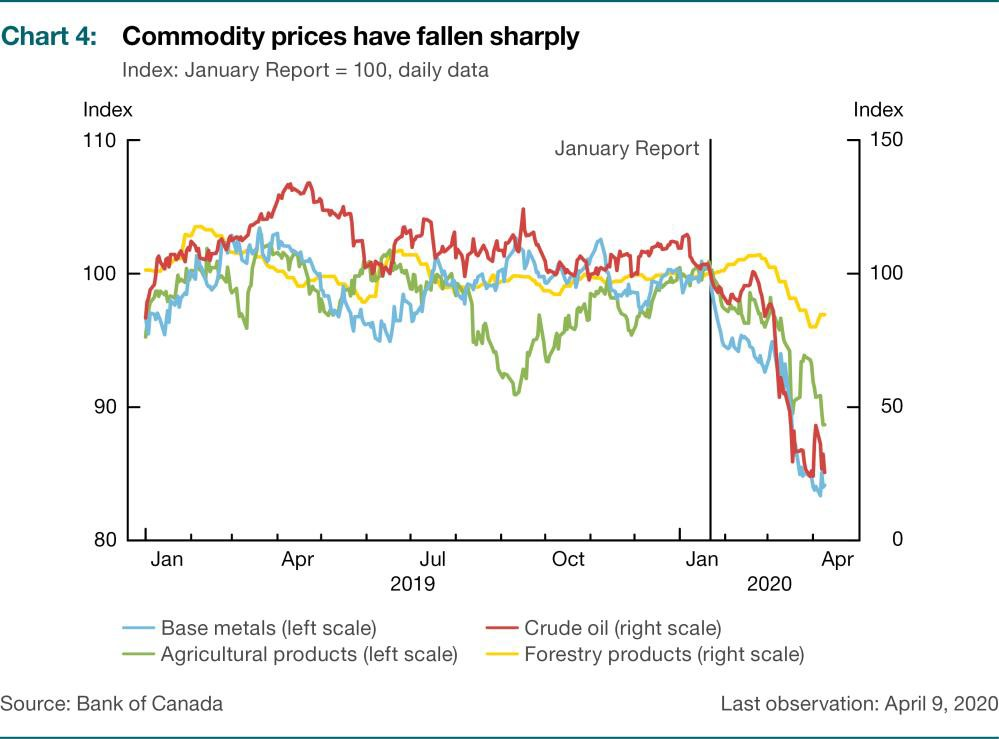 Chart 4: Commodity prices have fallen sharply
Index: January Report = 100, daily data
Index Index
110 150
January Report
100 100
90 50
80 0
Jan Apr Jul Oct Jan Apr
2019 2020
Base metals (left scale) Crude oil (right scale)
Agricultural products (left scale) Forestry products (right scale)
Source: Bank of Canada Last observation: April 9, 2020